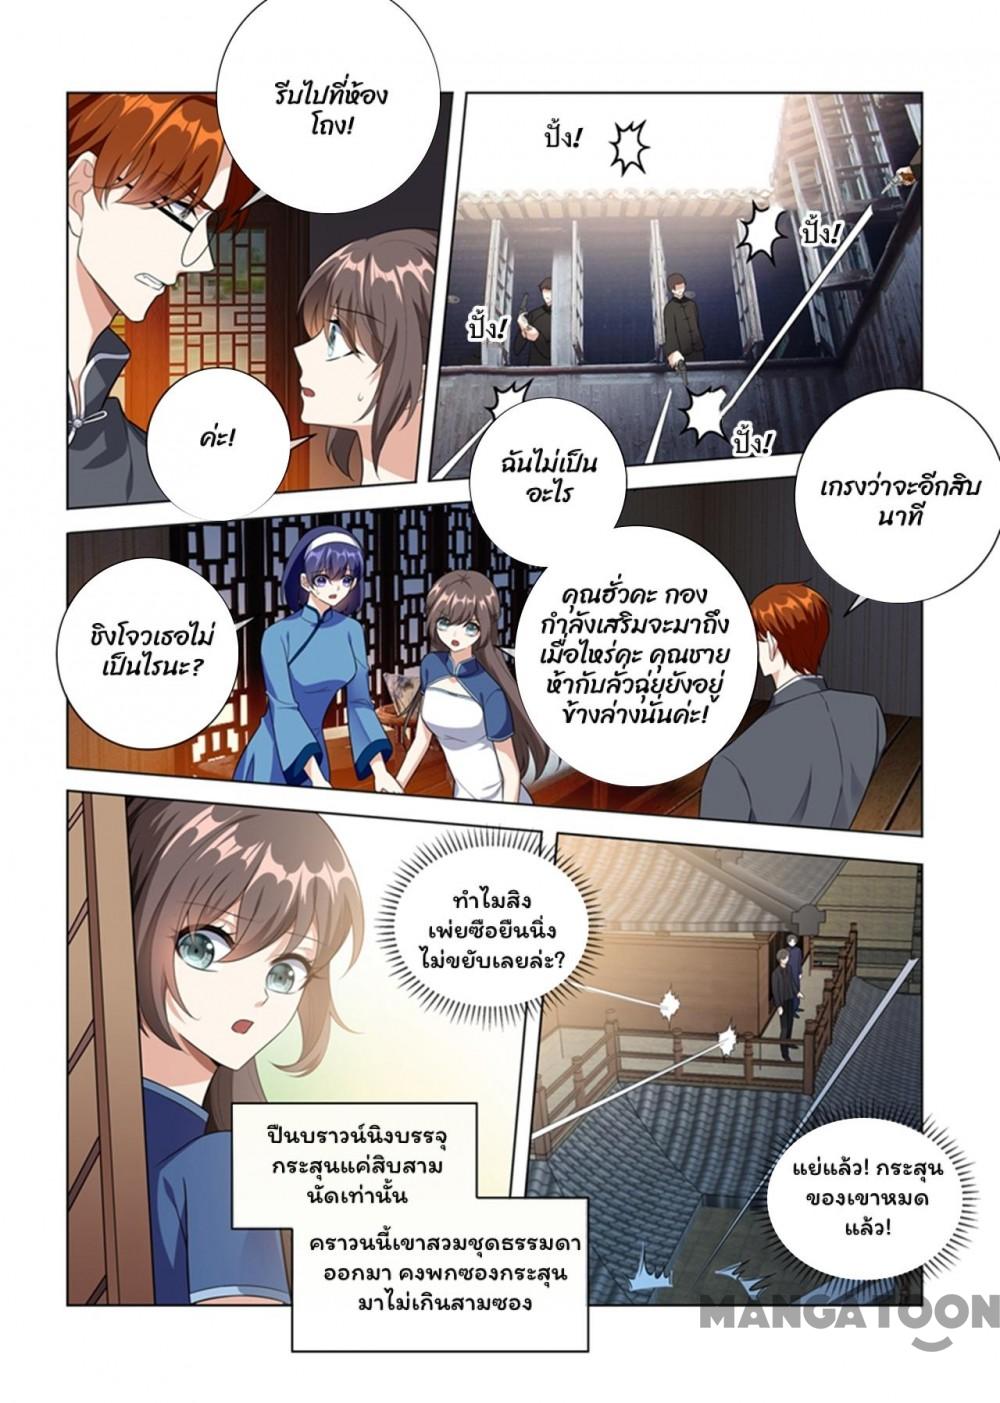 รีบไปที่ห้อง
โถง!
ค่ะ!
ปั้ง!
ปั้ง!
ปั้ง!
ปั้ง!
ฉันไม่เป็น
อะไร
เกรงว่าจะอีกสิบ
นาที
ชิงโจวเธอไม่
เป็นไรนะ?
คุณฮั่วคะ กอง
กำลังเสริมจะมาถึง
เมื่อไหร่คะ คุณชาย
ห้ากับลั่วฉุ่ยยังอยู่
ข้างล่างนั่นค่ะ!
ทำไมสิง
เพ่ยซือยืนนิ่ง
ไม่ขยับเลยล่ะ?
ปืนบราวน์นิงบรรจุ
กระสุนแค่สิบสาม
นัดเท่านั้น
คราวนนี้เขาสวมชุดธรรมดา
ออกมา คงพกซองกระสุน
มาไม่เกินสามซอง
แย่แล้ว! กระสุน
ของเขาหมด
แล้ว!
MANGATOON